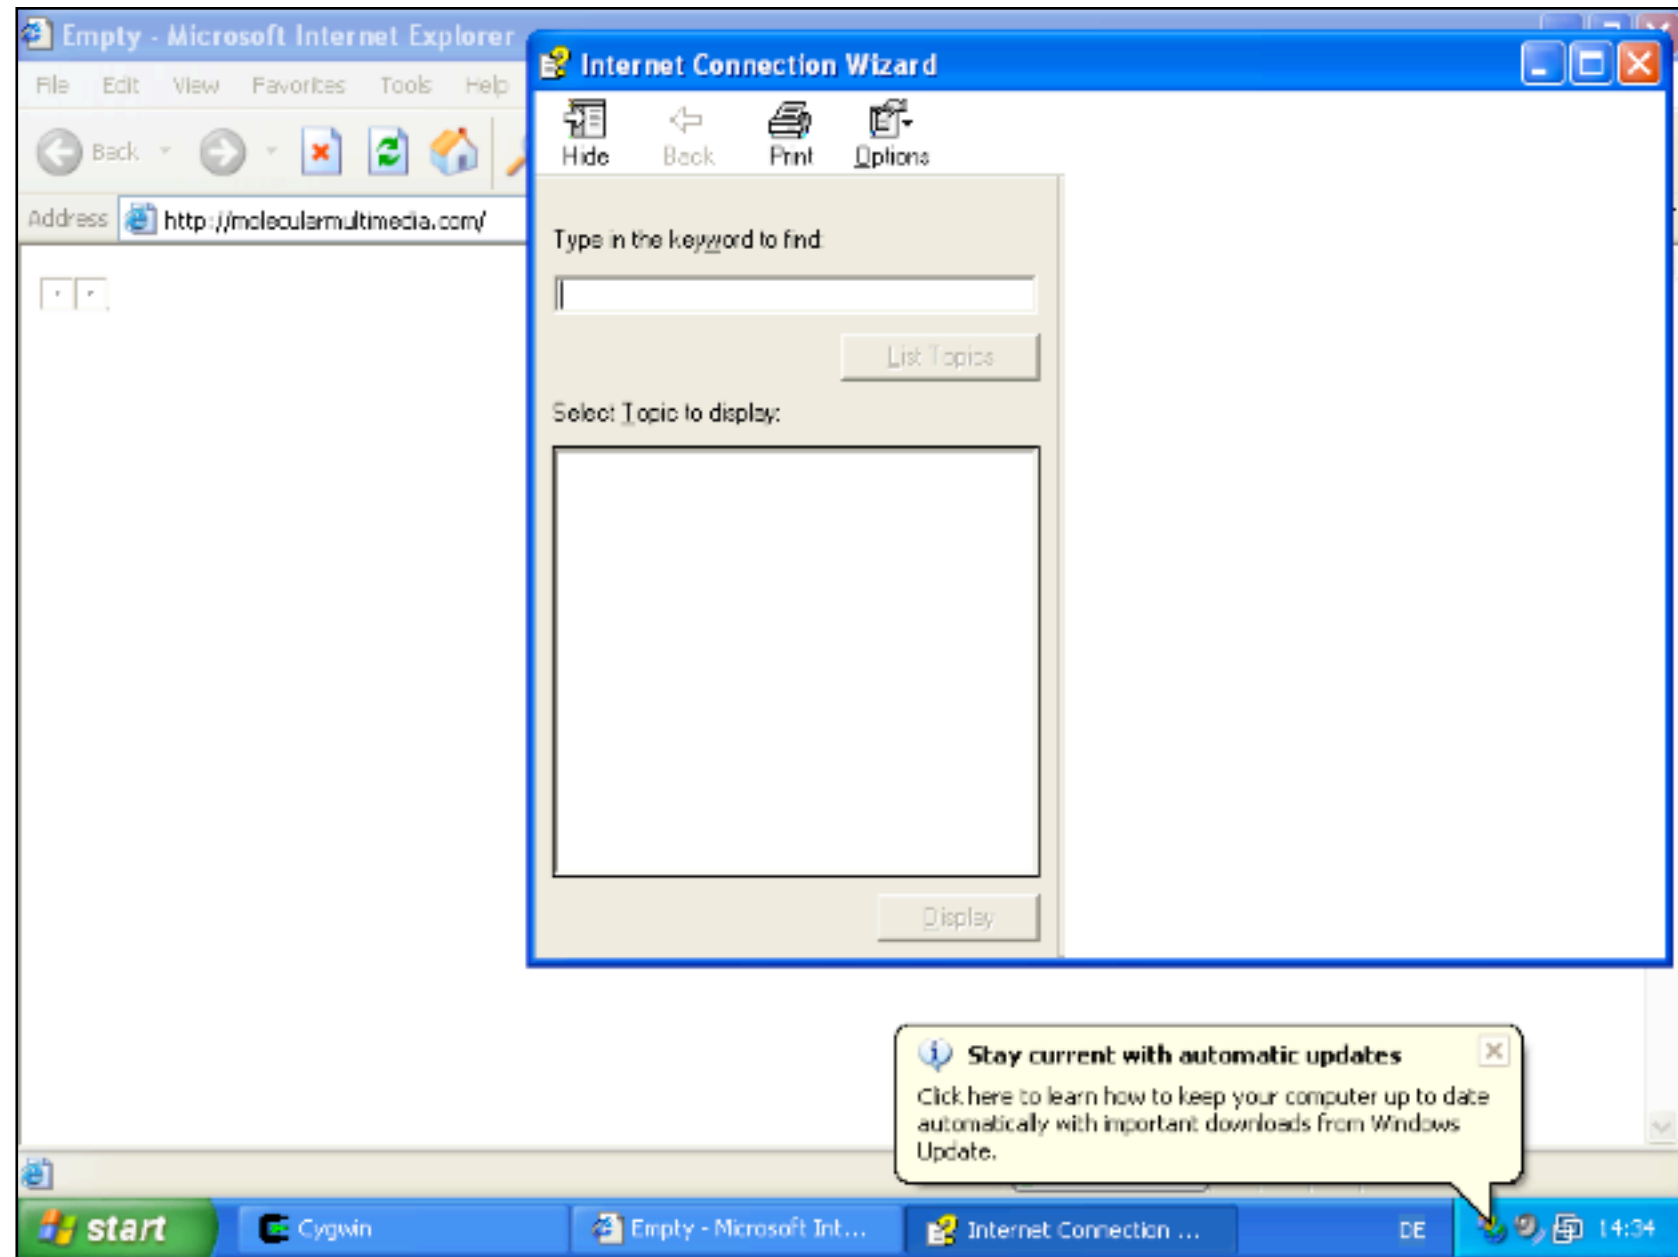 Empty - Microsoft Internet Explorer
File Edit View Favorites Tools Help
Back
Address http://molecularmultimedia.com/
Internet Connection Wizard
Hide Back Print Options
Type in the keyword to find:
List Topics
Select Topic to display:
Display
Stay current with automatic updates
Click here to learn how to keep your computer up to date
automatically with important downloads from Windows
Update.
start Cygwin Empty - Microsoft Int... Internet Connection ... DE 14:34